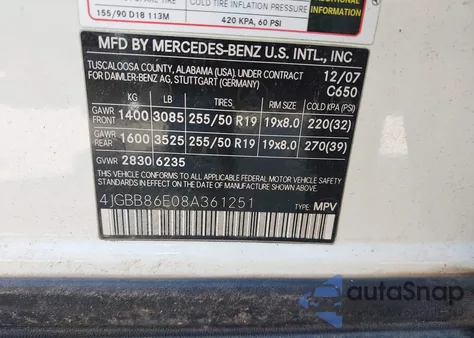 155/90 D18 113M
COLD TIRE INFLATION PRESSURE
420 KPA, 60 PSI
ADDITIONAL
INFORMATION
MFD BY MERCEDES-BENZ U.S. INTL., INC
TUSCALOOSA COUNTY, ALABAMA (USA). UNDER CONTRACT
FOR DAIMLER-BENZ AG, STUTTGART (GERMANY)
12/07
C650
KG LB TIRES RIM SIZE COLD KPA (PSI)
GAWR FRONT 1400 3085 255/50 R19 19x8.0 220(32)
GAWR REAR 1600 3525 255/50 R19 19x8.0 270(39)
GVWR 2830 6235
THIS VEHICLE CONFORMS TO ALL APPLICABLE U.S. FEDERAL
MOTOR VEHICLE SAFETY STANDARDS IN EFFECT ON THE
DATE OF MANUFACTURE SHOWN ABOVE
4JGBB86E08A361251
TYPE: MPV
autoSnap